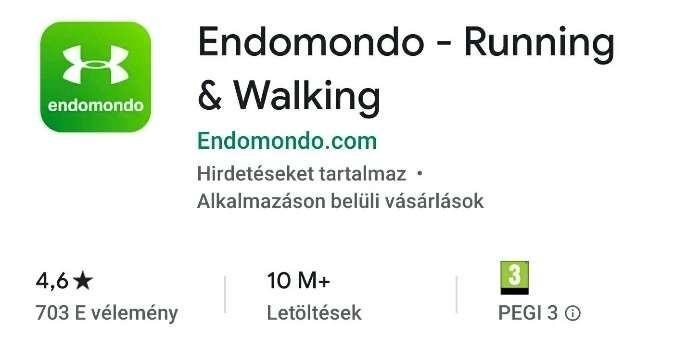 endomondo
Endomondo - Running
& Walking
Endomondo.com
Hirdetéseket tartalmaz •
Alkalmazáson belüli vásárlások
4,6★
703 E vélemény
10 M+
Letöltések
3
PEGI 3 ⓘ